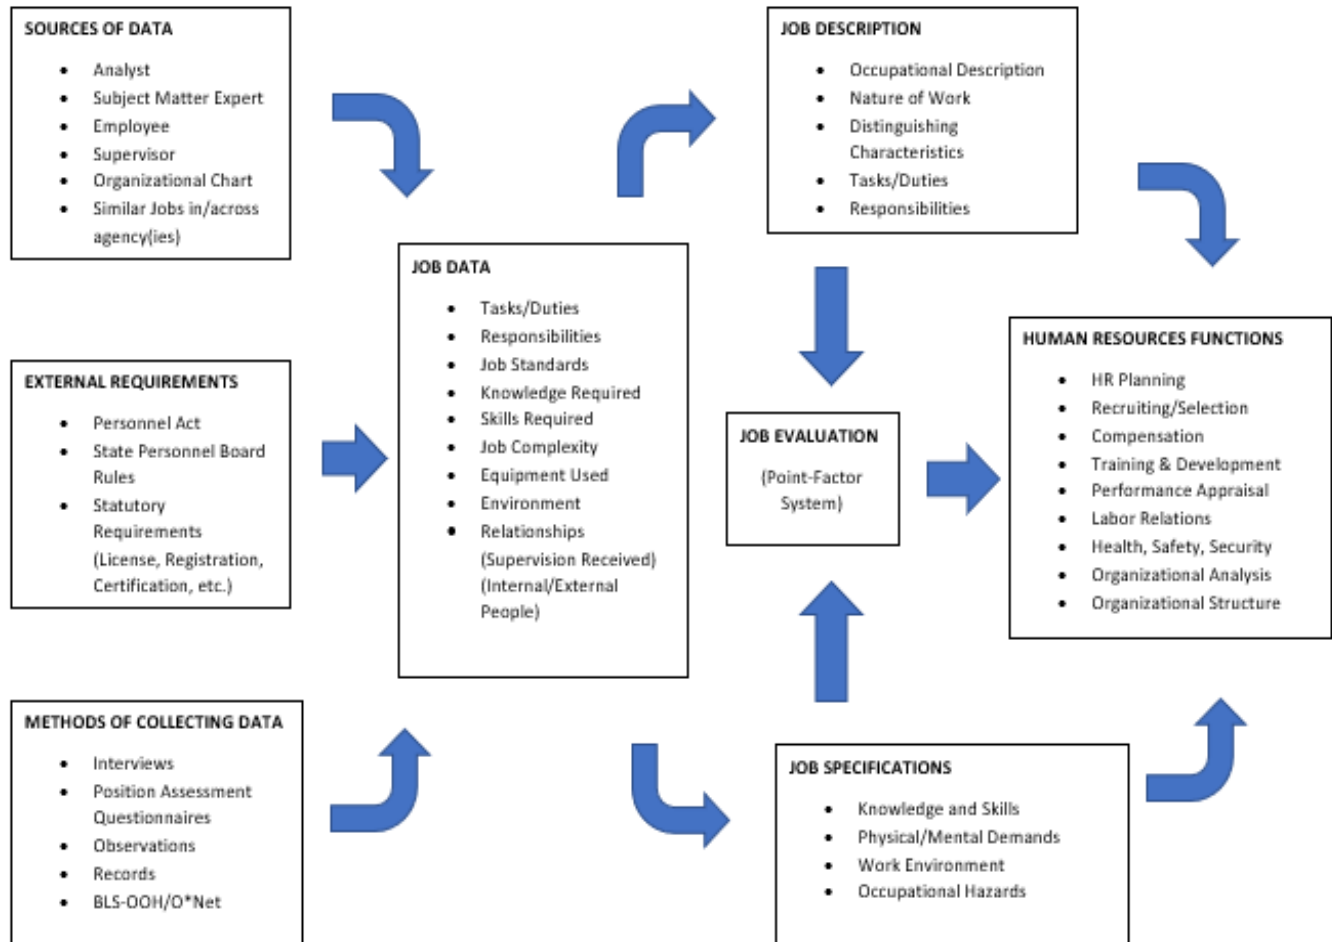 SOURCES OF DATA
• Analyst
• Subject Matter Expert
• Employee
• Supervisor
• Organizational Chart
• Similar Jobs in/across
agency(ies)
EXTERNAL REQUIREMENTS
• Personnel Act
• State Personnel Board
Rules
• Statutory
Requirements
(License, Registration,
Certification, etc.)
METHODS OF COLLECTING DATA
• Interviews
• Position Assessment
Questionnaires
• Observations
• Records
• BLS-OOH/O*Net
JOB DATA
• Tasks/Duties
• Responsibilities
• Job Standards
• Knowledge Required
• Skills Required
• Job Complexity
• Equipment Used
• Environment
• Relationships
(Supervision Received)
(Internal/External
People)
JOB DESCRIPTION
• Occupational Description
• Nature of Work
• Distinguishing
Characteristics
• Tasks/Duties
• Responsibilities
JOB EVALUATION
(Point-Factor
System)
JOB SPECIFICATIONS
• Knowledge and Skills
• Physical/Mental Demands
• Work Environment
• Occupational Hazards
HUMAN RESOURCES FUNCTIONS
• HR Planning
• Recruiting/Selection
• Compensation
• Training & Development
• Performance Appraisal
• Labor Relations
• Health, Safety, Security
• Organizational Analysis
• Organizational Structure